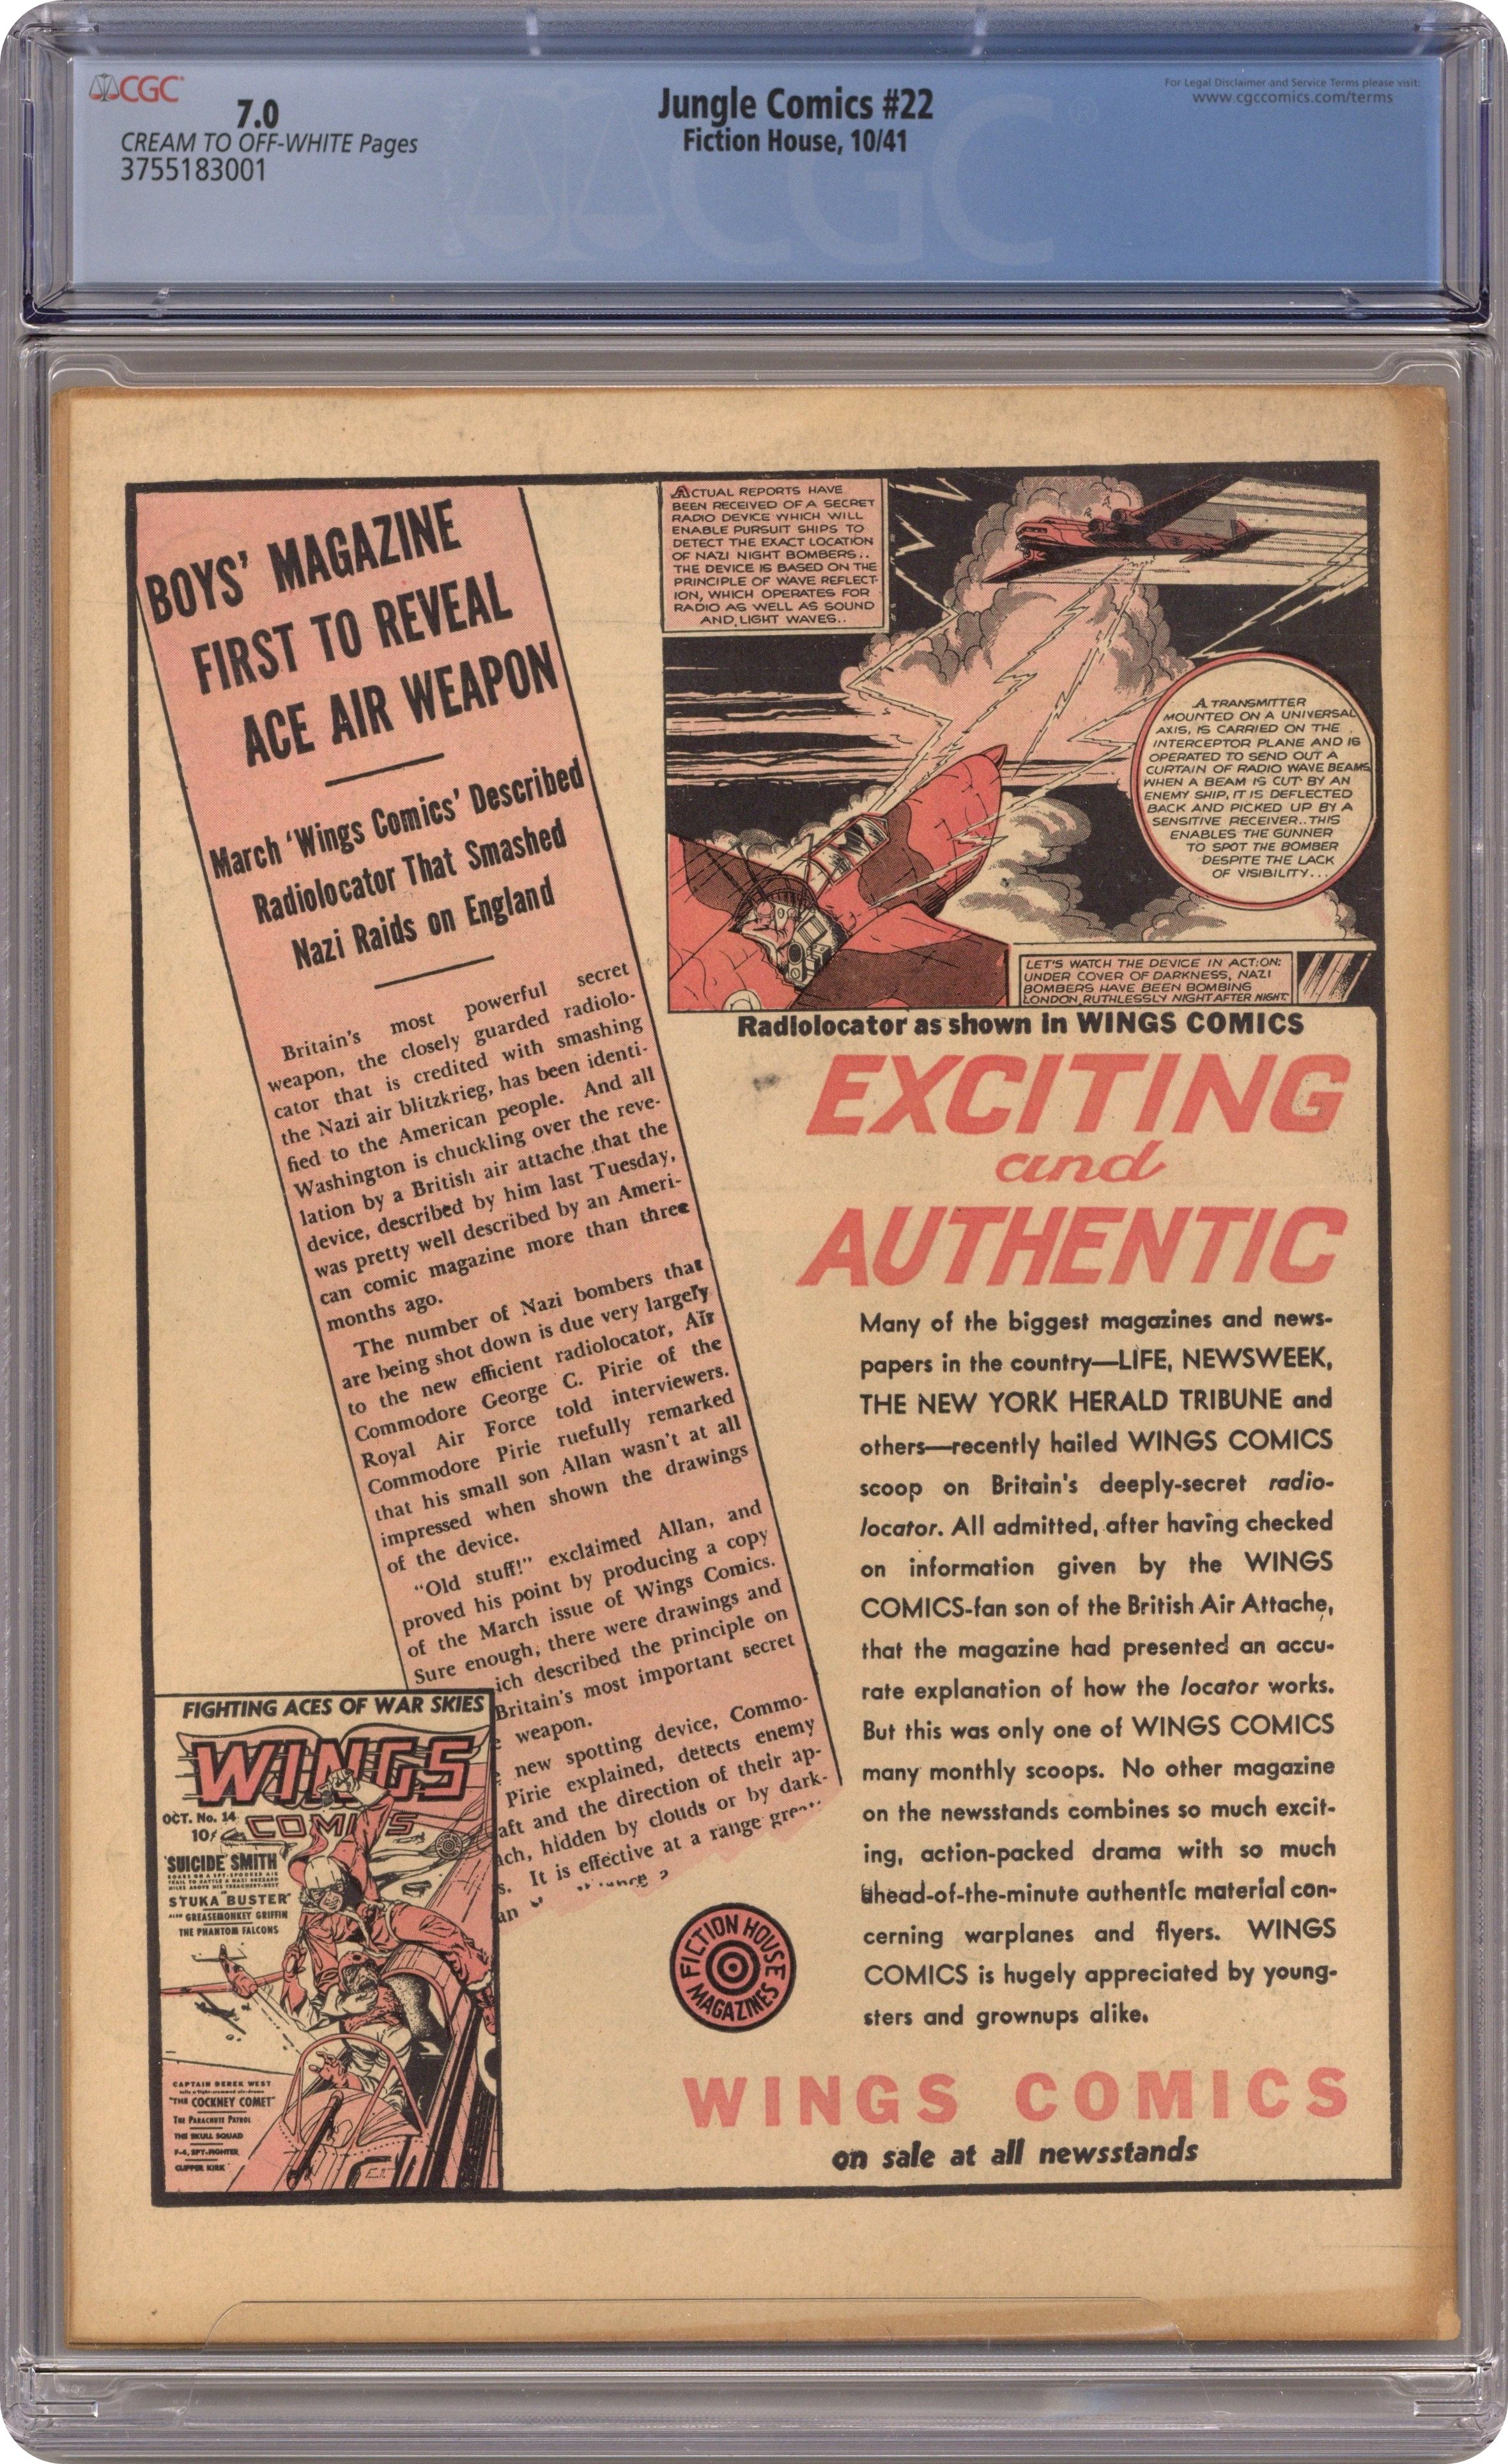 CGC
7.0
CREAM TO OFF-WHITE Pages
3755183001
Jungle Comics #22
Fiction House, 10/41
For Legal Disclaimer and Service Terms please visit:
www.cgccomics.com/terms
CGC
BOYS' MAGAZINE
FIRST TO REVEAL
ACE AIR WEAPON
March 'Wings Comics' Described
Radiolocator That Smashed
Nazi Raids on England
Britain's most powerful secret
weapon, the closely guarded radiolo-
cator that is credited with smashing
the Nazi air blitzkrieg, has been identi-
fied to the American people. And all
Washington is chuckling over the reve-
lation by a British air attache that the
device, described by him last Tuesday,
was pretty well described by an Ameri-
can comic magazine more than three
months ago.
The number of Nazi bombers that
are being shot down is due very largely
to the new efficient radiolocator, Air
Commodore George C. Pirie of the
Royal Air Force told interviewers.
Commodore Pirie ruefully remarked
that his small son Allan wasn't at all
impressed when shown the drawings
of the device.
"Old stuff!" exclaimed Allan, and
proved his point by producing a copy
of the March issue of Wings Comics.
Sure enough, there were drawings and
ich described the principle on
Britain's most important secret
weapon.
new spotting device, Commo-
Pirie explained, detects enemy
aft and the direction of their ap-
ach, hidden by clouds or by dark-
s. It is effective at a range
an
ACTUAL REPORTS HAVE
BEEN RECEIVED OF A SECRET
RADIO DEVICE WHICH WILL
ENABLE PURSUIT SHIPS TO
DETECT THE EXACT LOCATION
OF NAZI NIGHT BOMBERS..
THE DEVICE IS BASED ON THE
PRINCIPLE OF WAVE REFLECT-
ION, WHICH OPERATES FOR
RADIO AS WELL AS SOUND
AND LIGHT WAVES..
A TRANSMITTER
MOUNTED ON A UNIVERSAL
AXIS, IS CARRIED ON THE
INTERCEPTOR PLANE AND IS
OPERATED TO SEND OUT A
CURTAIN OF RADIO WAVE BEAMS
WHEN A BEAM IS CUT BY AN
ENEMY SHIP, IT IS DEFLECTED
BACK AND PICKED UP BY A
SENSITIVE RECEIVER..THIS
ENABLES THE GUNNER
TO SPOT THE BOMBER
DESPITE THE LACK
OF VISIBILITY...
LET'S WATCH THE DEVICE IN ACTION:
UNDER COVER OF DARKNESS, NAZI
BOMBERS HAVE BEEN BOMBING
LONDON RUTHLESSLY NIGHT AFTER NIGHT.
Radiolocator as shown in WINGS COMICS
EXCITING
and
AUTHENTIC
Many of the biggest magazines and news-
papers in the country—LIFE, NEWSWEEK,
THE NEW YORK HERALD TRIBUNE and
others—recently hailed WINGS COMICS
scoop on Britain's deeply-secret radio-
locator. All admitted, after having checked
on information given by the WINGS
COMICS-fan son of the British Air Attache,
that the magazine had presented an accu-
rate explanation of how the locator works.
But this was only one of WINGS COMICS
many monthly scoops. No other magazine
on the newsstands combines so much excit-
ing, action-packed drama with so much
ahead-of-the-minute authentic material con-
cerning warplanes and flyers. WINGS
COMICS is hugely appreciated by young-
sters and grownups alike.
FIGHTING ACES OF WAR SKIES
WINGS
COMICS
OCT. No. 14
10¢
"SUICIDE SMITH"
STUKA BUSTER"
ALSO GREASEMONKEY GRIFFIN
THE PHANTOM FALCONS
CAPTAIN DEREK WEST
"THE COCKNEY COMET"
THE PARACHUTE PATROL
THE SKULL SQUAD
F-4, SPY-FIGHTER
CLIPPER KIRK
FICTION HOUSE
MAGAZINES
WINGS COMICS
on sale at all newsstands